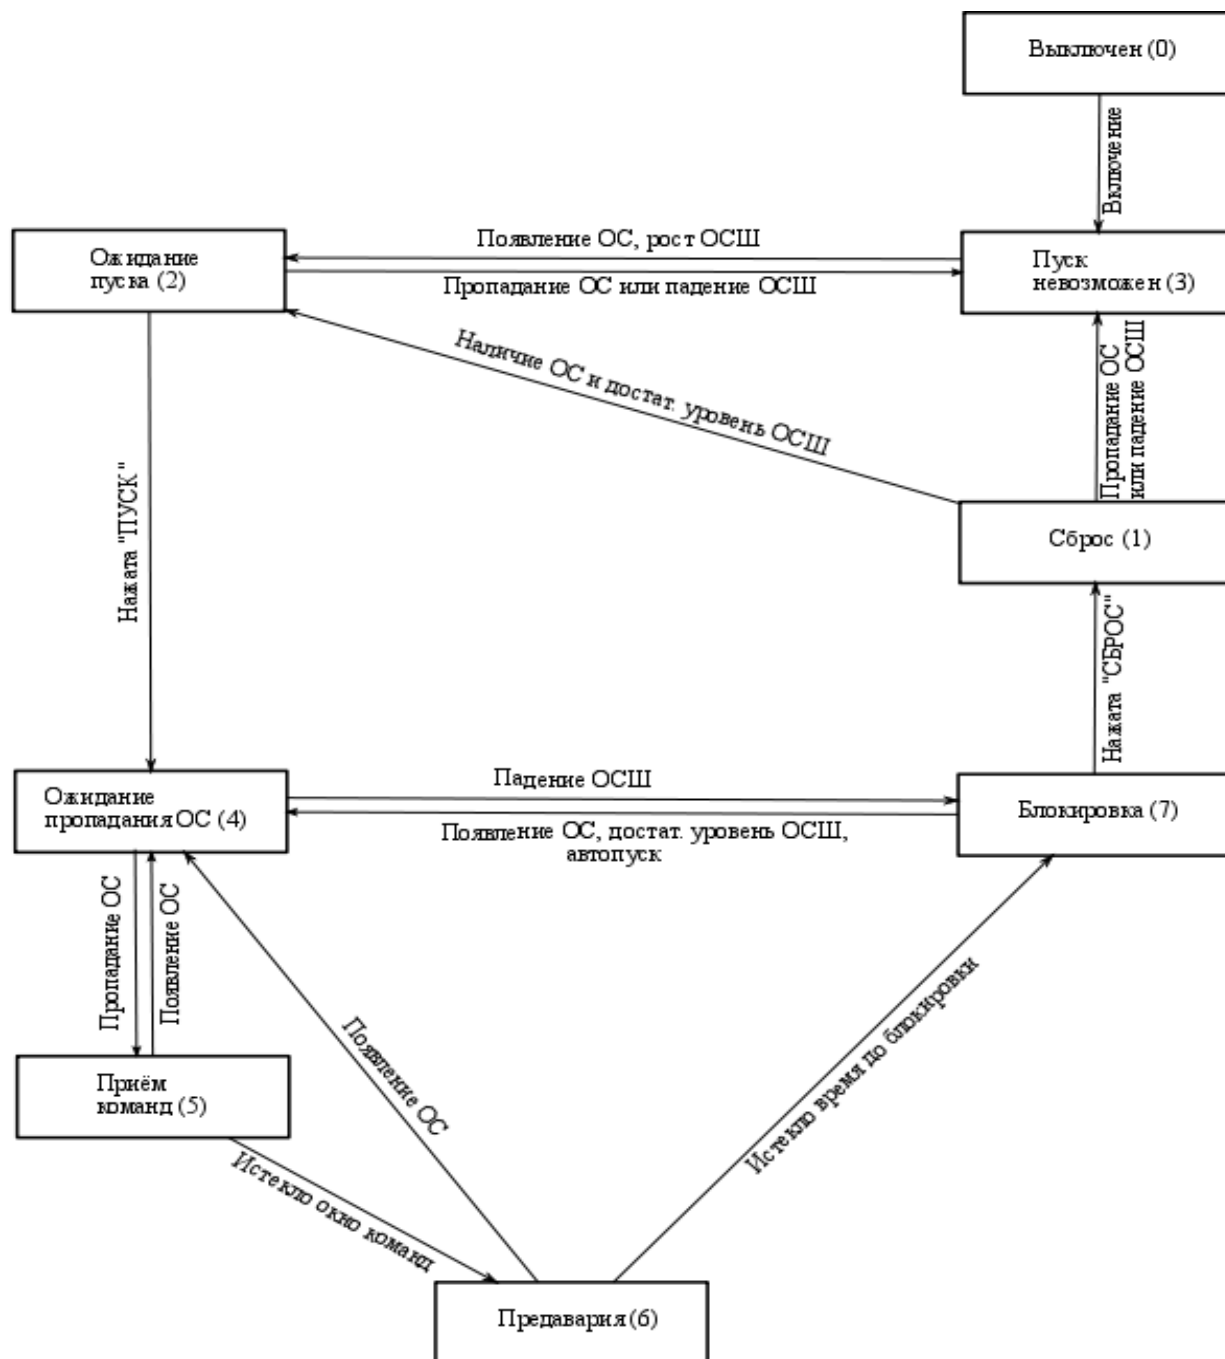 Выключен (0)
Включение
Появление ОС, рост ОСШ
Ожидание
пуска (2)
Пуск
невозможен (3)
Пропадание ОС или падение ОСШ
Наличие ОС и достат. уровень ОСШ
Пропадание ОС
или падение ОСШ
Нажата "ПУСК"
Сброс (1)
Нажата "СБРОС"
Падение ОСШ
Ожидание
пропадания ОС (4)
Блокировка (7)
Появление ОС, достат. уровень ОСШ,
автопуск
Пропадание ОС
Появление ОС
Появление ОС
Истекло время до блокировки
Приём
команд (5)
Истекло окно команд
Предавария (6)